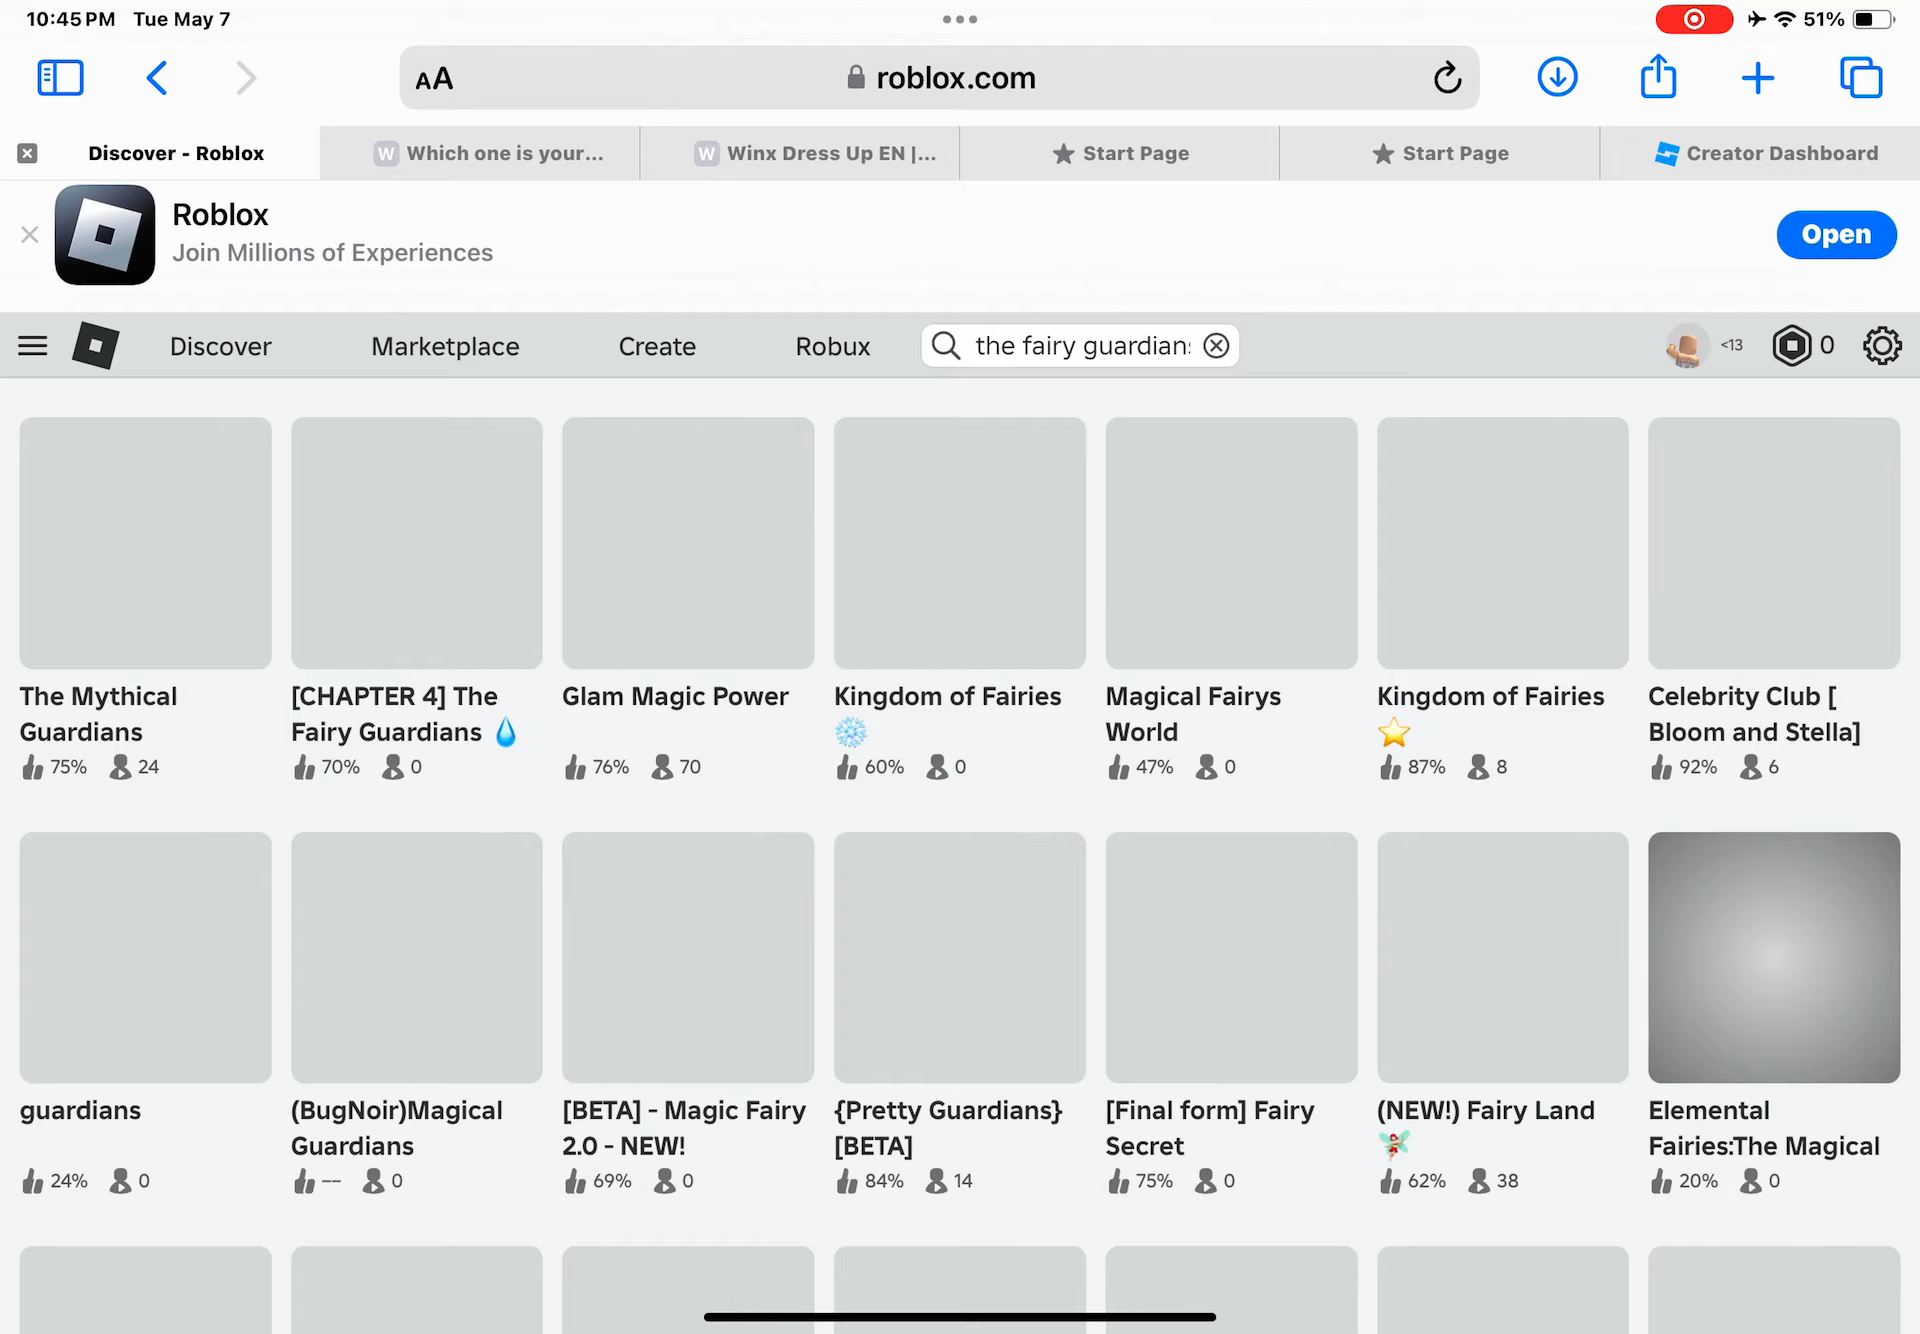 10:45 PM Tue May 7
51%
AA
roblox.com
Discover - Roblox
W Which one is your...
W Winx Dress Up EN |...
Start Page
Start Page
Creator Dashboard
Roblox
Join Millions of Experiences
Open
Discover
Marketplace
Create
Robux
the fairy guardian
<13
0
The Mythical
Guardians
75% 24
[CHAPTER 4] The
Fairy Guardians 💧
70% 0
Glam Magic Power
76% 70
Kingdom of Fairies
❄️
60% 0
Magical Fairys
World
47% 0
Kingdom of Fairies
⭐
87% 8
Celebrity Club [
Bloom and Stella]
92% 6
guardians
24% 0
(BugNoir)Magical
Guardians
-- 0
[BETA] - Magic Fairy
2.0 - NEW!
69% 0
{Pretty Guardians}
[BETA]
84% 14
[Final form] Fairy
Secret
75% 0
(NEW!) Fairy Land
🧚
62% 38
Elemental
Fairies:The Magical
20% 0